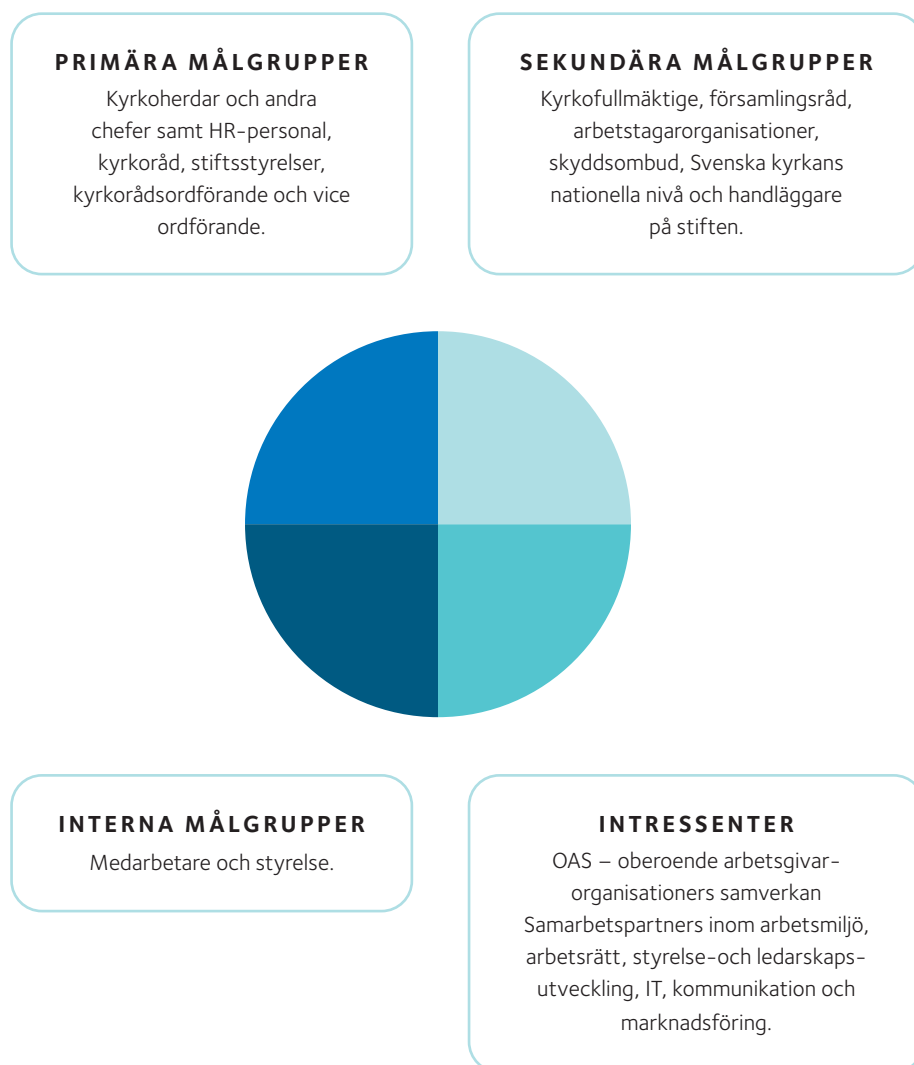 PRIMÄRA MÅLGRUPPER
Kyrkoherdar och andra
chefer samt HR-personal,
kyrkoråd, stiftsstyrelser,
kyrkorådsordförande och vice
ordförande.
SEKUNDÄRA MÅLGRUPPER
Kyrkofullmäktige, församlingsråd,
arbetstagarorganisationer,
skyddsombud, Svenska kyrkans
nationella nivå och handläggare
på stiften.
INTERNA MÅLGRUPPER
Medarbetare och styrelse.
INTRESSENTER
OAS – oberoende arbetsgivar-
organisationers samverkan
Samarbetspartners inom arbetsmiljö,
arbetsrätt, styrelse-och ledarskaps-
utveckling, IT, kommunikation och
marknadsföring.